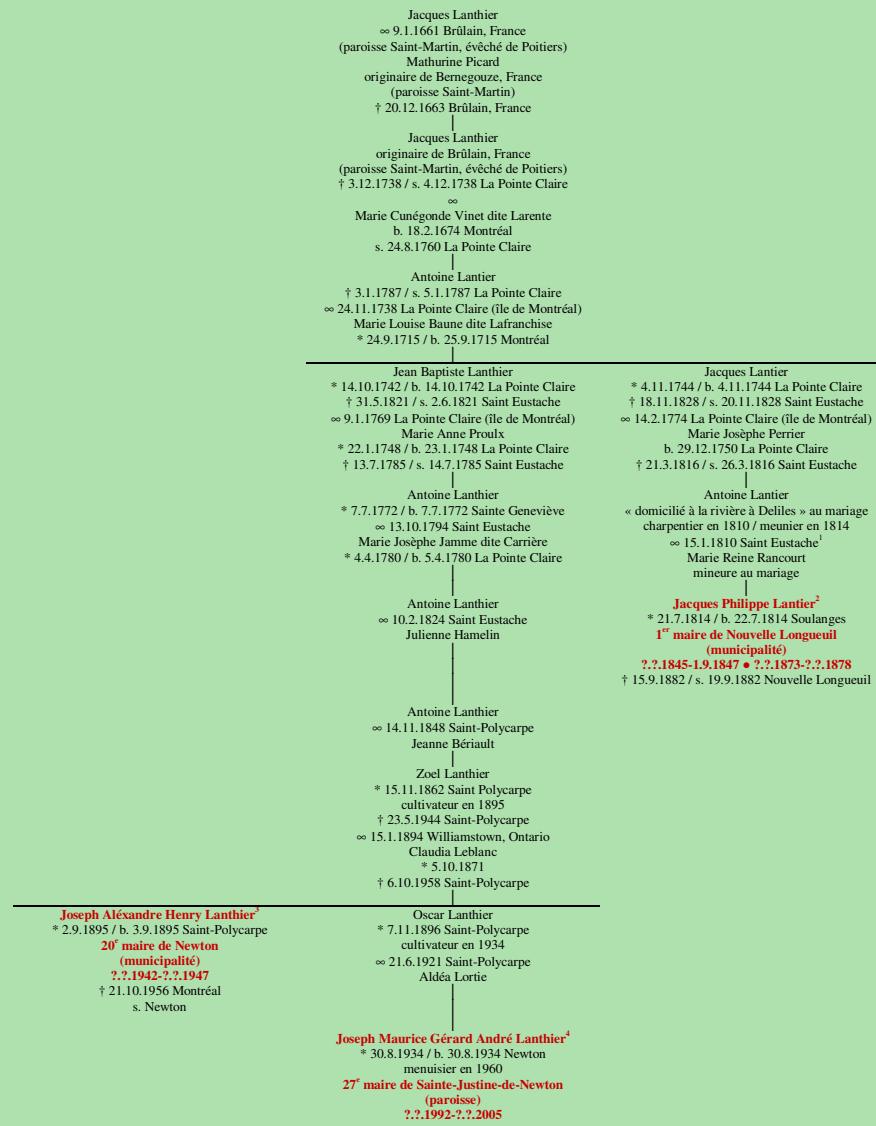 Jacques Lanthier
∞ 9.1.1661 Brûlain, France
(paroisse Saint-Martin, évêché de Poitiers)
Mathurine Picard
originaire de Bernegouze, France
(paroisse Saint-Martin)
† 20.12.1663 Brûlain, France
Jacques Lanthier
originaire de Brûlain, France
(paroisse Saint-Martin, évêché de Poitiers)
† 3.12.1738 / s. 4.12.1738 La Pointe Claire
∞
Marie Cunégonde Vinet dite Larente
b. 18.2.1674 Montréal
s. 24.8.1760 La Pointe Claire
Antoine Lantier
† 3.1.1787 / s. 5.1.1787 La Pointe Claire
∞ 24.11.1738 La Pointe Claire (île de Montréal)
Marie Louise Baune dite Lafranchise
* 24.9.1715 / b. 25.9.1715 Montréal
Jean Baptiste Lanthier
* 14.10.1742 / b. 14.10.1742 La Pointe Claire
† 31.5.1821 / s. 2.6.1821 Saint Eustache
∞ 9.1.1769 La Pointe Claire (île de Montréal)
Marie Anne Proulx
* 22.1.1748 / b. 23.1.1748 La Pointe Claire
† 13.7.1785 / s. 14.7.1785 Saint Eustache
Jacques Lantier
* 4.11.1744 / b. 4.11.1744 La Pointe Claire
† 18.11.1828 / s. 20.11.1828 Saint Eustache
∞ 14.2.1774 La Pointe Claire (île de Montréal)
Marie Josèphe Perrier
b. 29.12.1750 La Pointe Claire
† 21.3.1816 / s. 26.3.1816 Saint Eustache
Antoine Lanthier
* 7.7.1772 / b. 7.7.1772 Sainte Geneviève
∞ 13.10.1794 Saint Eustache
Marie Josèphe Jamme dite Carrière
* 4.4.1780 / b. 5.4.1780 La Pointe Claire
Antoine Lantier
« domicilié à la rivière à Deliles » au mariage
charpentier en 1810 / meunier en 1814
∞ 15.1.1810 Saint Eustache¹
Marie Reine Rancourt
mineure au mariage
Antoine Lanthier
∞ 10.2.1824 Saint Eustache
Julienne Hamelin
Jacques Philippe Lantier²
* 21.7.1814 / b. 22.7.1814 Soulanges
1er maire de Nouvelle Longueuil
(municipalité)
?.?.1845-1.9.1847 ● ?.?.1873-?.?.1878
† 15.9.1882 / s. 19.9.1882 Nouvelle Longueuil
Antoine Lanthier
∞ 14.11.1848 Saint-Polycarpe
Jeanne Bériault
Zoel Lanthier
* 15.11.1862 Saint Polycarpe
cultivateur en 1895
† 23.5.1944 Saint-Polycarpe
∞ 15.1.1894 Williamstown, Ontario
Claudia Leblanc
* 5.10.1871
† 6.10.1958 Saint-Polycarpe
Joseph Aléxandre Henry Lanthier³
* 2.9.1895 / b. 3.9.1895 Saint-Polycarpe
20e maire de Newton
(municipalité)
?.?.1942-?.?.1947
† 21.10.1956 Montréal
s. Newton
Oscar Lanthier
* 7.11.1896 Saint-Polycarpe
cultivateur en 1934
∞ 21.6.1921 Saint-Polycarpe
Aldéa Lortie
Joseph Maurice Gérard André Lanthier⁴
* 30.8.1934 / b. 30.8.1934 Newton
menuisier en 1960
27e maire de Sainte-Justine-de-Newton
(paroisse)
?.?.1992-?.?.2005